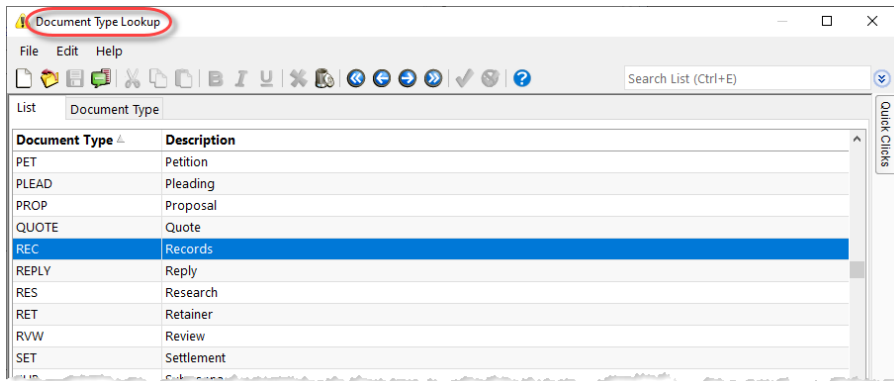 Document Type Lookup
File Edit Help
B I U Search List (Ctrl+E)
List Document Type
Quick Clicks
Document Type Description
PET Petition
PLEAD Pleading
PROP Proposal
QUOTE Quote
REC Records
REPLY Reply
RES Research
RET Retainer
RVW Review
SET Settlement